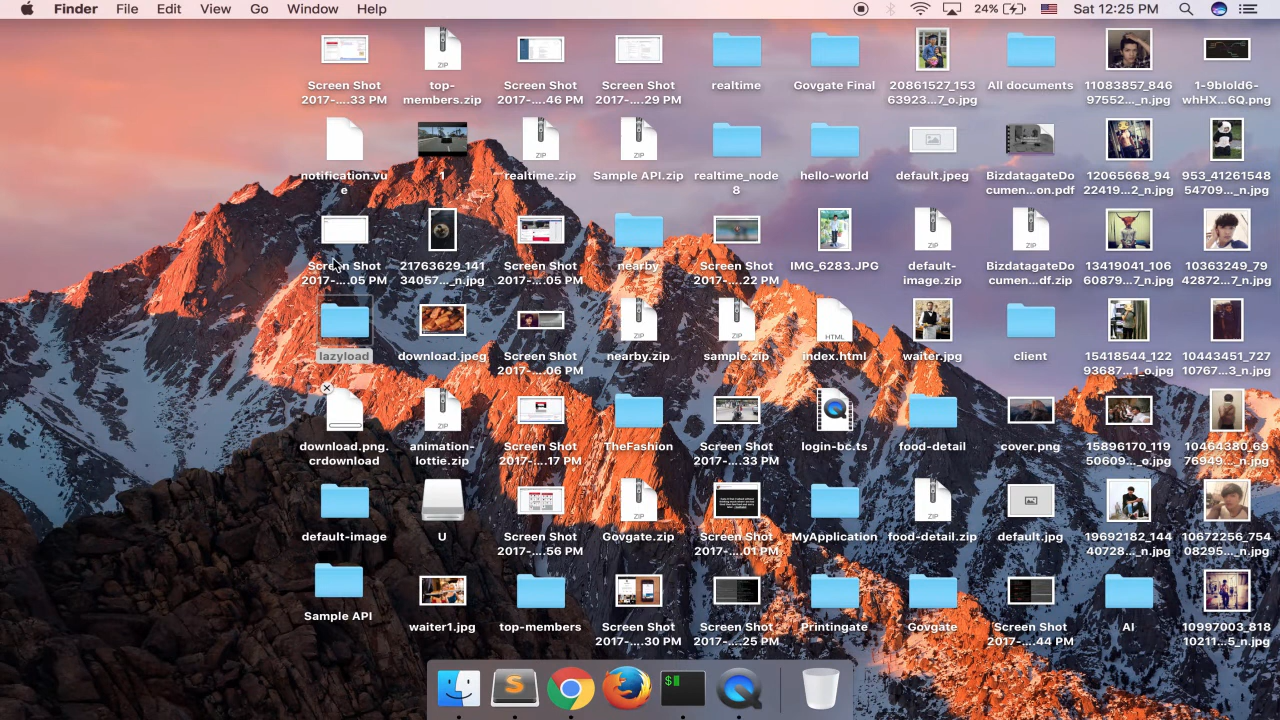 Finder File Edit View Go Window Help 24% Sat 12:25 PM
Screen Shot
2017-....33 PM
top-
members.zip
Screen Shot
2017-....46 PM
Screen Shot
2017-....29 PM
realtime
Govgate Final
20861527_153
63923...7_o.jpg
All documents
11083857_846
97552..._n.jpg
1-9bIold6-
whHX...6Q.png
notification.vu
e
1
realtime.zip
Sample API.zip
realtime_node
8
hello-world
default.jpeg
BizdatagateDo
cumen...on.pdf
12065668_94
22419...2_n.jpg
953_41261548
54709..._n.jpg
Screen Shot
2017-....05 PM
21763629_141
34057..._n.jpg
Screen Shot
2017-....05 PM
nearby
Screen Shot
2017-....22 PM
IMG_6283.JPG
default-
image.zip
BizdatagateDo
cumen...df.zip
13419041_106
60879...7_n.jpg
10363249_79
42872...7_n.jpg
lazyload
download.jpeg
Screen Shot
2017-....06 PM
nearby.zip
sample.zip
index.html
waiter.jpg
client
15418544_122
93687...1_o.jpg
10443451_727
10767...3_n.jpg
download.png.
crdownload
animation-
lottie.zip
Screen Shot
2017-....17 PM
TheFashion
Screen Shot
2017-....33 PM
login-bc.ts
food-detail
cover.png
15896170_119
50609..._o.jpg
10464380_69
76949..._n.jpg
default-image
U
Screen Shot
2017-....56 PM
Govgate.zip
Screen Shot
2017-....01 PM
MyApplication
food-detail.zip
default.jpg
19692182_144
40728..._n.jpg
10672256_754
08295..._n.jpg
Sample API
waiter1.jpg
top-members
Screen Shot
2017-....30 PM
Screen Shot
2017-....25 PM
Printingate
Govgate
Screen Shot
2017-....44 PM
AI
10997003_818
10211...5_n.jpg
ZIP
ZIP
ZIP
ZIP
ZIP
ZIP
ZIP
HTML
ZIP
ZIP
ZIP
S
$